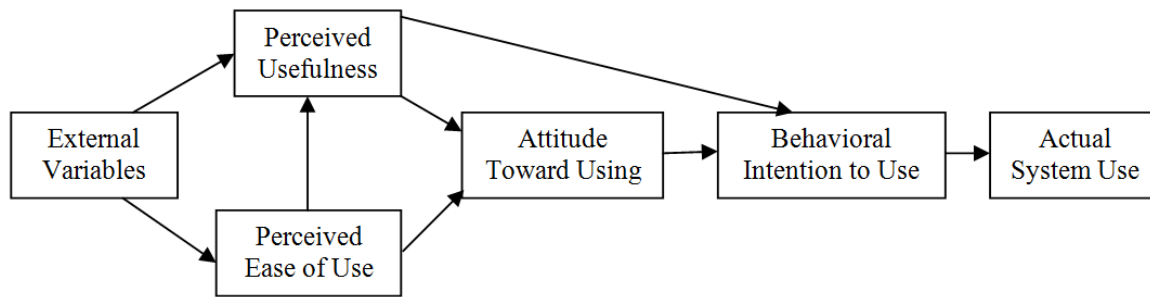 Perceived
Usefulness
External
Variables
Attitude
Toward Using
Behavioral
Intention to Use
Actual
System Use
Perceived
Ease of Use